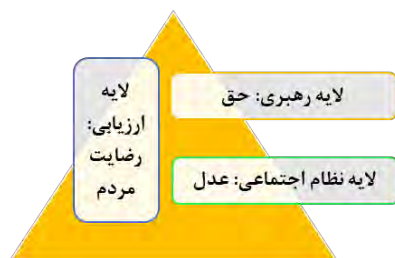 لایه رهبری: حق
لایه نظام اجتماعی: عدل
لایه
ارزیابی:
رضایت
مردم